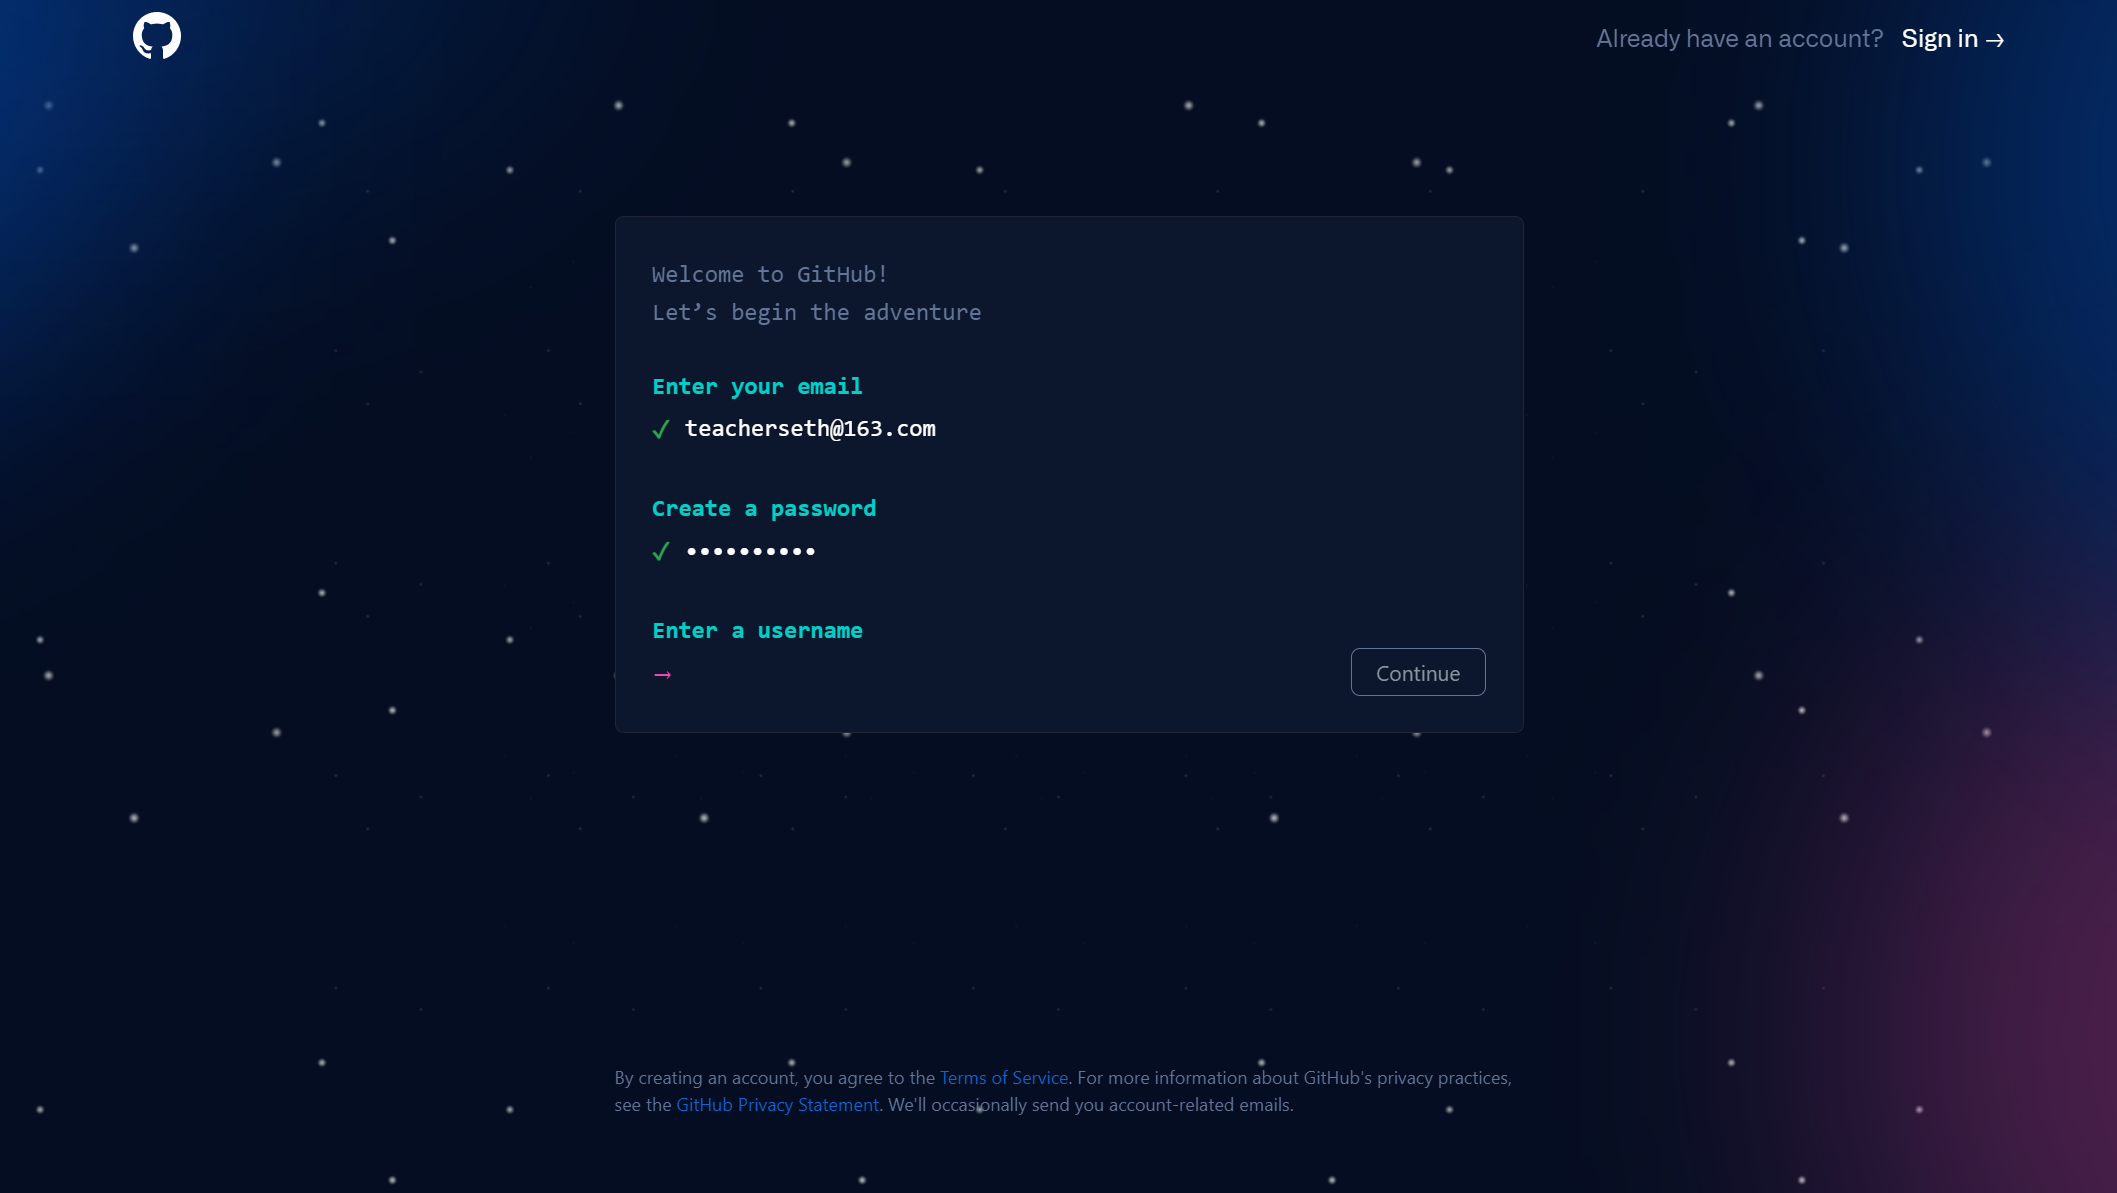 Already have an account? Sign in →
Welcome to GitHub!
Let’s begin the adventure
Enter your email
✓ teacherseth@163.com
Create a password
✓ ••••••••••
Enter a username
→
Continue
By creating an account, you agree to the Terms of Service. For more information about GitHub's privacy practices,
see the GitHub Privacy Statement. We'll occasionally send you account-related emails.